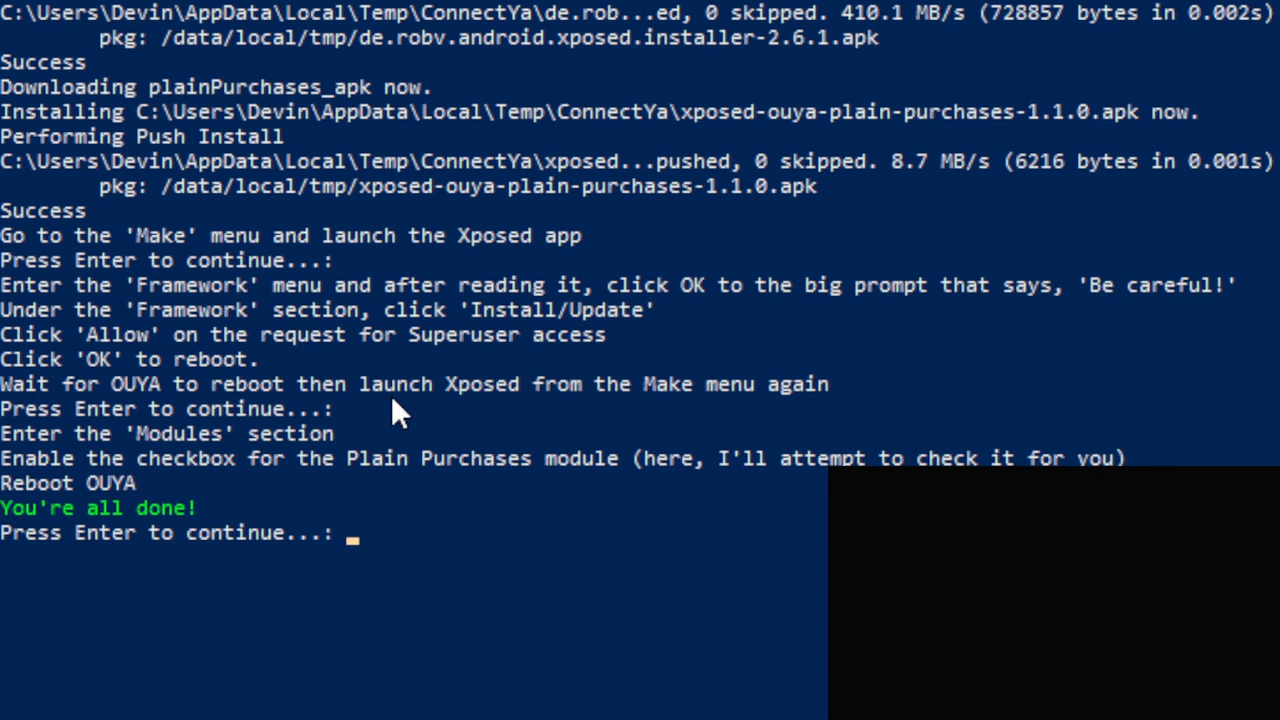 C:\Users\Devin\AppData\Local\Temp\ConnectYa\de.rob...ed, 0 skipped. 410.1 MB/s (728857 bytes in 0.002s)
pkg: /data/local/tmp/de.robv.android.xposed.installer-2.6.1.apk
Success
Downloading plainPurchases_apk now.
Installing C:\Users\Devin\AppData\Local\Temp\ConnectYa\xposed-ouya-plain-purchases-1.1.0.apk now.
Performing Push Install
C:\Users\Devin\AppData\Local\Temp\ConnectYa\xposed...pushed, 0 skipped. 8.7 MB/s (6216 bytes in 0.001s)
pkg: /data/local/tmp/xposed-ouya-plain-purchases-1.1.0.apk
Success
Go to the 'Make' menu and launch the Xposed app
Press Enter to continue...:
Enter the 'Framework' menu and after reading it, click OK to the big prompt that says, 'Be careful!'
Under the 'Framework' section, click 'Install/Update'
Click 'Allow' on the request for Superuser access
Click 'OK' to reboot.
Wait for OUYA to reboot then launch Xposed from the Make menu again
Press Enter to continue...:
Enter the 'Modules' section
Enable the checkbox for the Plain Purchases module (here, I'll attempt to check it for you)
Reboot OUYA
You're all done!
Press Enter to continue...: